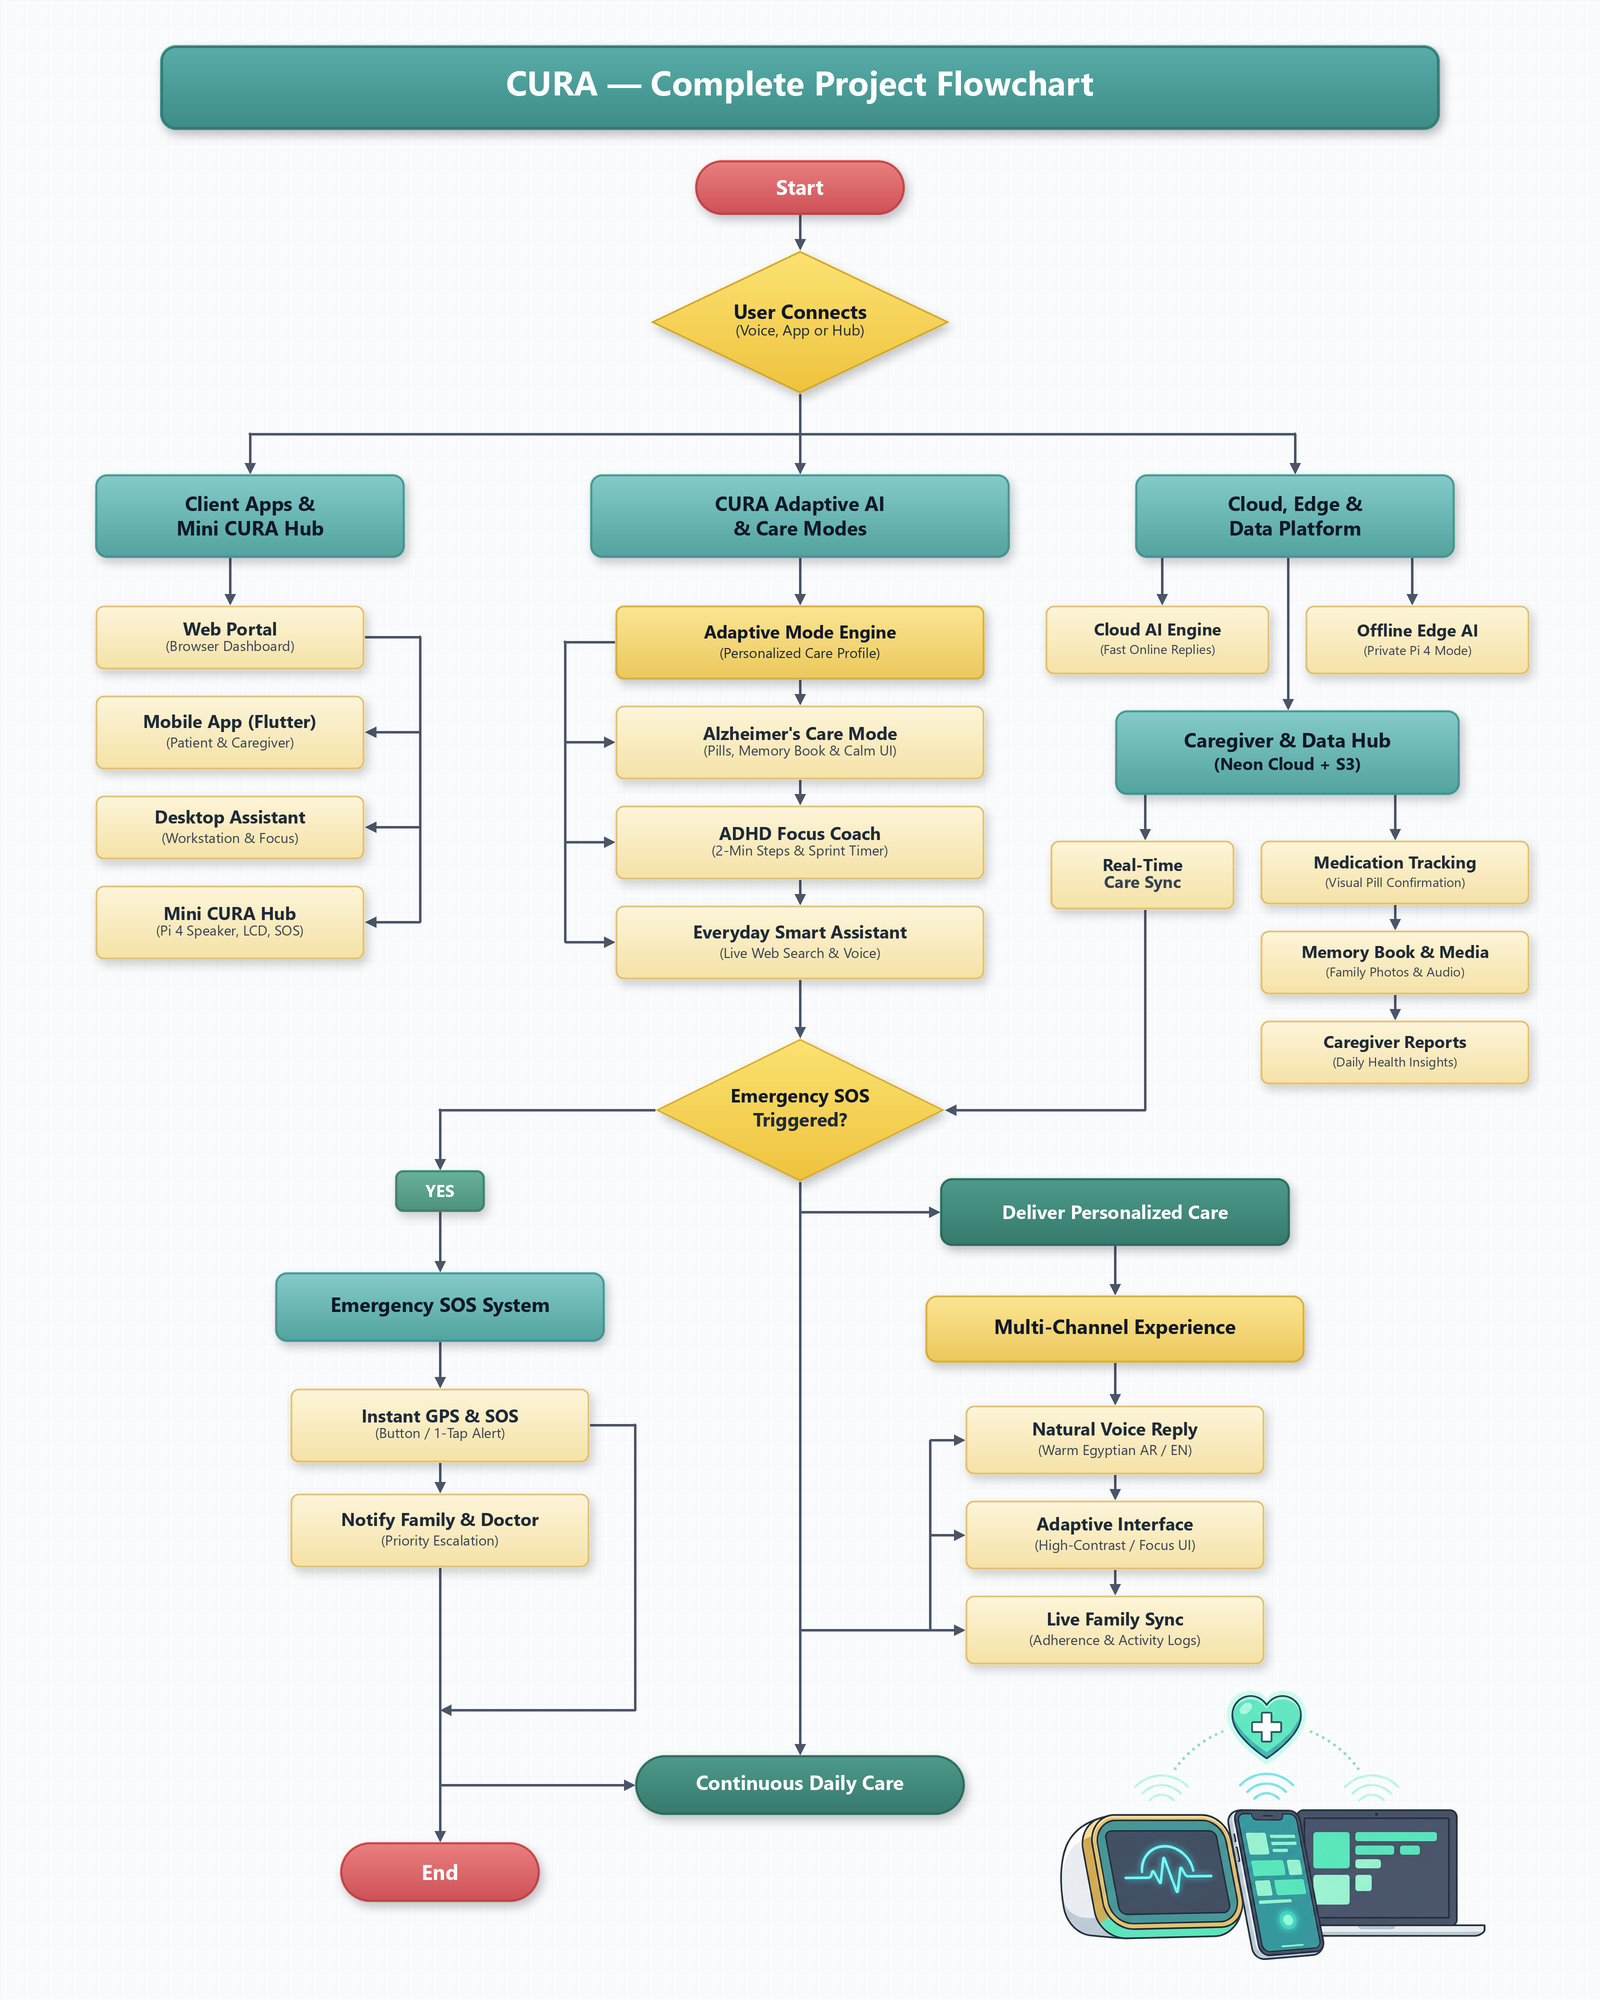 CURA — Complete Project Flowchart
Start
User Connects
(Voice, App or Hub)
Client Apps &
Mini CURA Hub
CURA Adaptive AI
& Care Modes
Cloud, Edge &
Data Platform
Web Portal
(Browser Dashboard)
Mobile App (Flutter)
(Patient & Caregiver)
Desktop Assistant
(Workstation & Focus)
Mini CURA Hub
(Pi 4 Speaker, LCD, SOS)
Adaptive Mode Engine
(Personalized Care Profile)
Alzheimer's Care Mode
(Pills, Memory Book & Calm UI)
ADHD Focus Coach
(2-Min Steps & Sprint Timer)
Everyday Smart Assistant
(Live Web Search & Voice)
Cloud AI Engine
(Fast Online Replies)
Offline Edge AI
(Private Pi 4 Mode)
Caregiver & Data Hub
(Neon Cloud + S3)
Real-Time
Care Sync
Medication Tracking
(Visual Pill Confirmation)
Memory Book & Media
(Family Photos & Audio)
Caregiver Reports
(Daily Health Insights)
Emergency SOS
Triggered?
YES
Emergency SOS System
Instant GPS & SOS
(Button / 1-Tap Alert)
Notify Family & Doctor
(Priority Escalation)
Deliver Personalized Care
Multi-Channel Experience
Natural Voice Reply
(Warm Egyptian AR / EN)
Adaptive Interface
(High-Contrast / Focus UI)
Live Family Sync
(Adherence & Activity Logs)
Continuous Daily Care
End